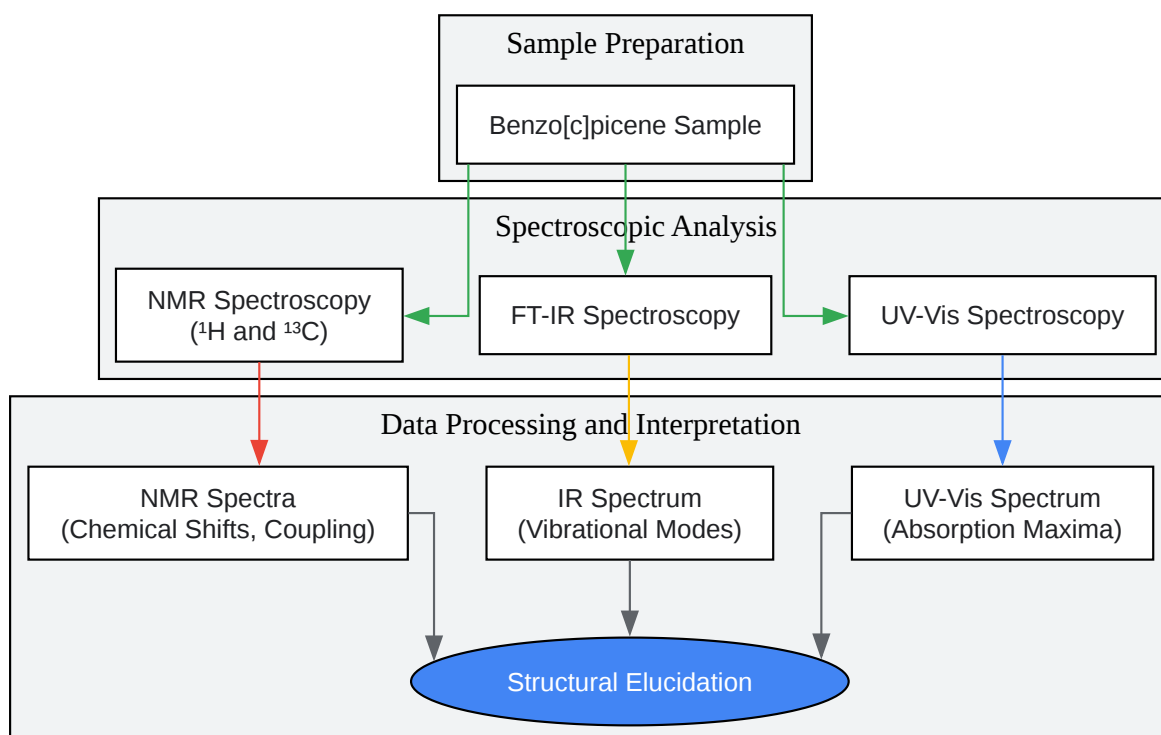 Sample Preparation
Benzo[c]picene Sample
Spectroscopic Analysis
NMR Spectroscopy
(¹H and ¹³C)
FT-IR Spectroscopy
UV-Vis Spectroscopy
Data Processing and Interpretation
NMR Spectra
(Chemical Shifts, Coupling)
IR Spectrum
(Vibrational Modes)
UV-Vis Spectrum
(Absorption Maxima)
Structural Elucidation